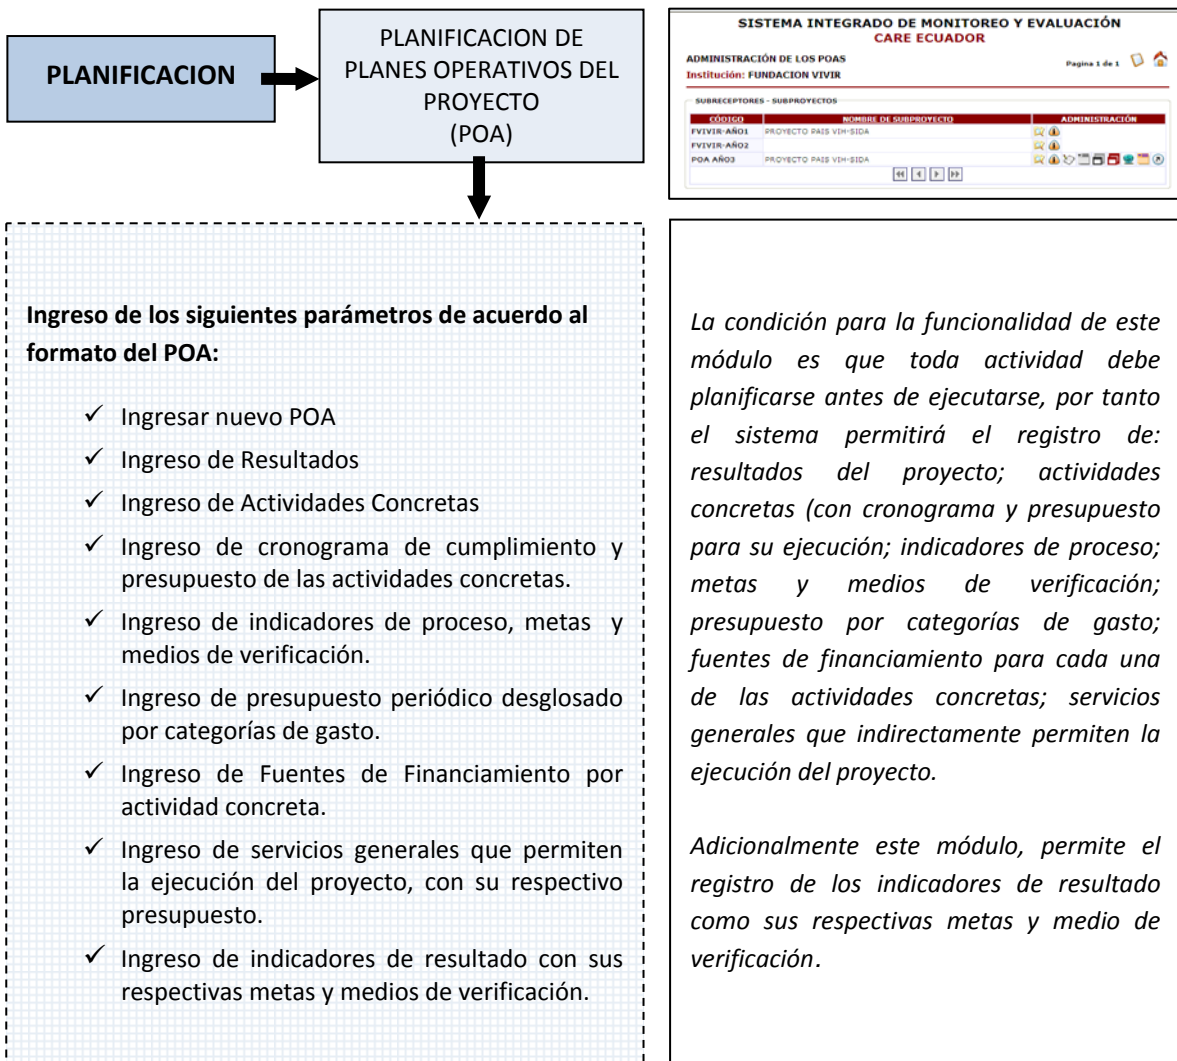 PLANIFICACION
PLANIFICACION DE
PLANES OPERATIVOS DEL
PROYECTO
(POA)
SISTEMA INTEGRADO DE MONITOREO Y EVALUACIÓN
CARE ECUADOR
ADMINISTRACIÓN DE LOS POAS
Pagina 1 de 1
Institución: FUNDACION VIVIR
SUBRECEPTORES - SUBPROYECTOS
CÓDIGO NOMBRE DE SUBPROYECTO ADMINISTRACIÓN
FVIVIR-AÑO1 PROYECTO PAIS VIH-SIDA
FVIVIR-AÑO2
POA AÑO3 PROYECTO PAIS VIH-SIDA
Ingreso de los siguientes parámetros de acuerdo al
formato del POA:
✓ Ingresar nuevo POA
✓ Ingreso de Resultados
✓ Ingreso de Actividades Concretas
✓ Ingreso de cronograma de cumplimiento y
presupuesto de las actividades concretas.
✓ Ingreso de indicadores de proceso, metas y
medios de verificación.
✓ Ingreso de presupuesto periódico desglosado
por categorías de gasto.
✓ Ingreso de Fuentes de Financiamiento por
actividad concreta.
✓ Ingreso de servicios generales que permiten
la ejecución del proyecto, con su respectivo
presupuesto.
✓ Ingreso de indicadores de resultado con sus
respectivas metas y medios de verificación.
La condición para la funcionalidad de este
módulo es que toda actividad debe
planificarse antes de ejecutarse, por tanto
el sistema permitirá el registro de:
resultados del proyecto; actividades
concretas (con cronograma y presupuesto
para su ejecución; indicadores de proceso;
metas y medios de verificación;
presupuesto por categorías de gasto;
fuentes de financiamiento para cada una
de las actividades concretas; servicios
generales que indirectamente permiten la
ejecución del proyecto.
Adicionalmente este módulo, permite el
registro de los indicadores de resultado
como sus respectivas metas y medio de
verificación.